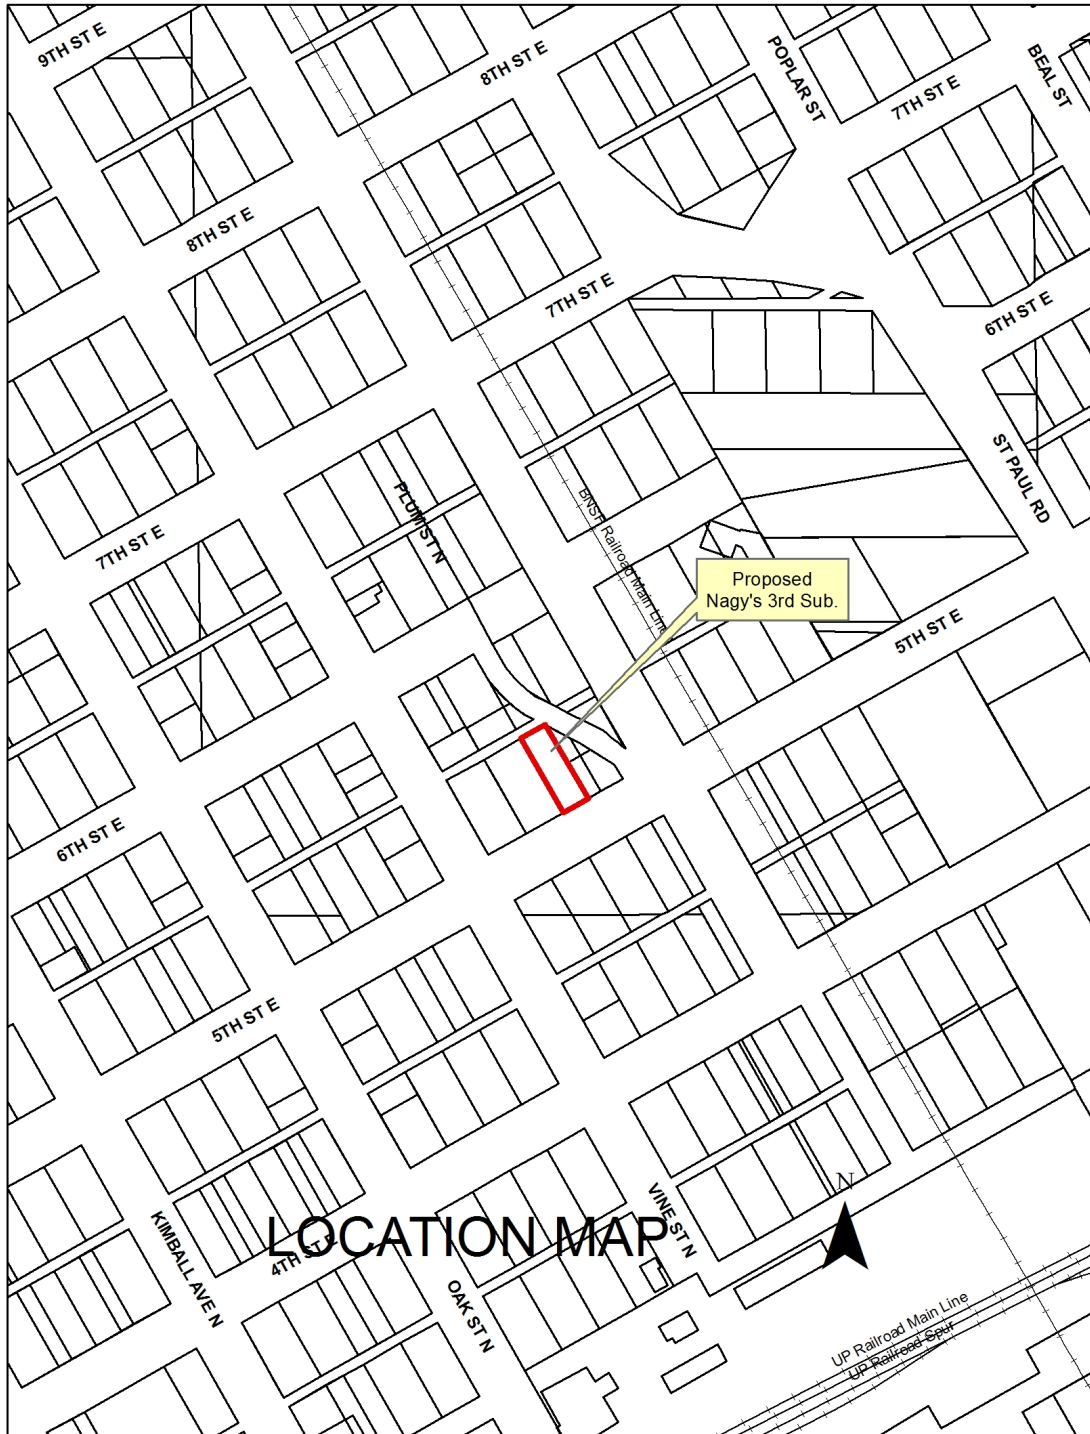 9TH ST E
8TH ST E
POPLAR ST
BEAL ST
7TH ST E
8TH ST E
7TH ST E
6TH ST E
PLUM ST N
BNSF Railroad Main Line
ST PAUL RD
7TH ST E
Proposed
Nagy's 3rd Sub.
5TH ST E
6TH ST E
5TH ST E
N
KIMBALL AVE N
LOCATION MAP
VINE ST N
4TH ST E
OAK ST N
UP Railroad Main Line
UP Railroad Spur